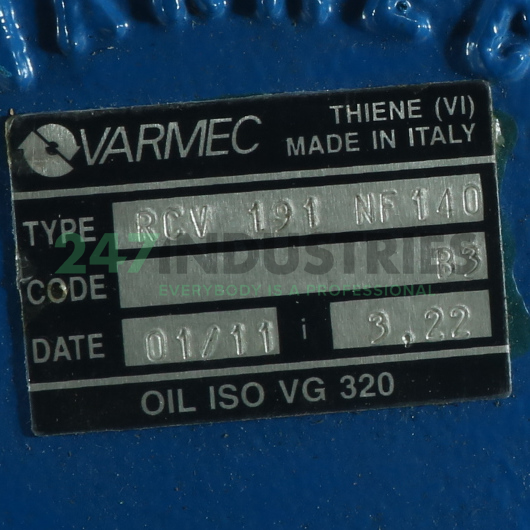 VARMEC
THIENE (VI)
MADE IN ITALY
TYPE RCV 191 NF140
247INDUSTRIES
EVERYBODY IS A PROFESSIONAL
CODE B3
DATE 01/11 i 3,22
OIL ISO VG 320